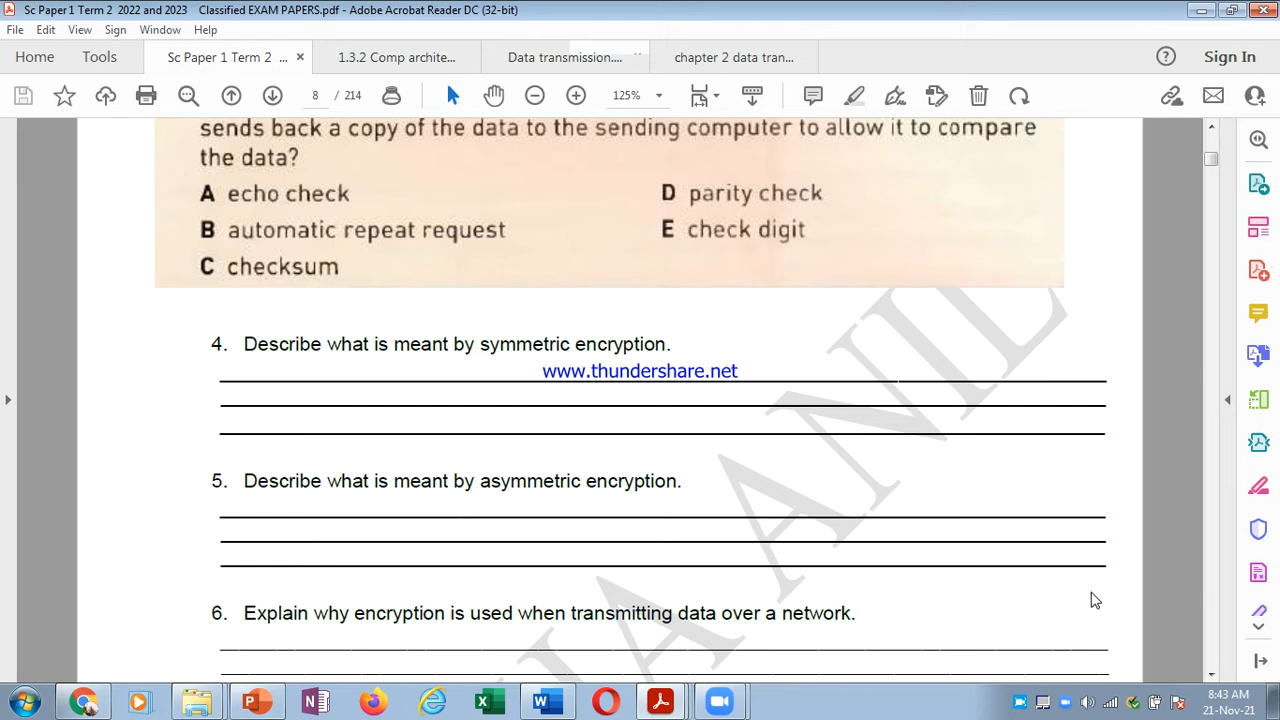 Sc Paper 1 Term 2 2022 and 2023 Classified EXAM PAPERS.pdf - Adobe Acrobat Reader DC (32-bit)
File Edit View Sign Window Help
Home Tools Sc Paper 1 Term 2 ... × 1.3.2 Comp archite... Data transmission.... chapter 2 data tran... Sign In
8 / 214 125%
sends back a copy of the data to the sending computer to allow it to compare
the data?
A echo check D parity check
B automatic repeat request E check digit
C checksum
4. Describe what is meant by symmetric encryption.
www.thundershare.net
5. Describe what is meant by asymmetric encryption.
6. Explain why encryption is used when transmitting data over a network.
A ANIL
8:43 AM
21-Nov-21